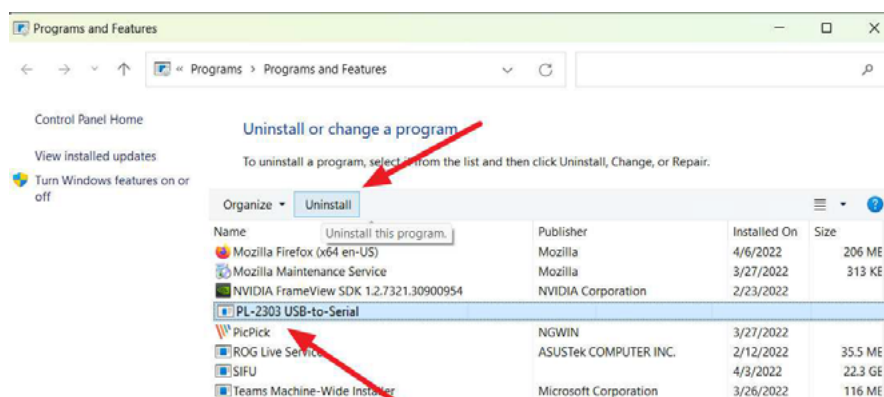 Programs and Features
« Programs > Programs and Features
Control Panel Home
Uninstall or change a program
View installed updates
To uninstall a program, select it from the list and then click Uninstall, Change, or Repair.
Turn Windows features on or
off
Organize Uninstall
Name Publisher Installed On Size
Uninstall this program.
Mozilla Firefox (x64 en-US) Mozilla 4/6/2022 206 ME
Mozilla Maintenance Service Mozilla 3/27/2022 313 KE
NVIDIA FrameView SDK 1.2.7321.30900954 NVIDIA Corporation 2/23/2022
PL-2303 USB-to-Serial
PicPick NGWIN 3/27/2022
ROG Live Service ASUSTek COMPUTER INC. 2/12/2022 35.5 ME
SIFU 4/3/2022 22.3 GE
Teams Machine-Wide Installer Microsoft Corporation 3/26/2022 116 ME